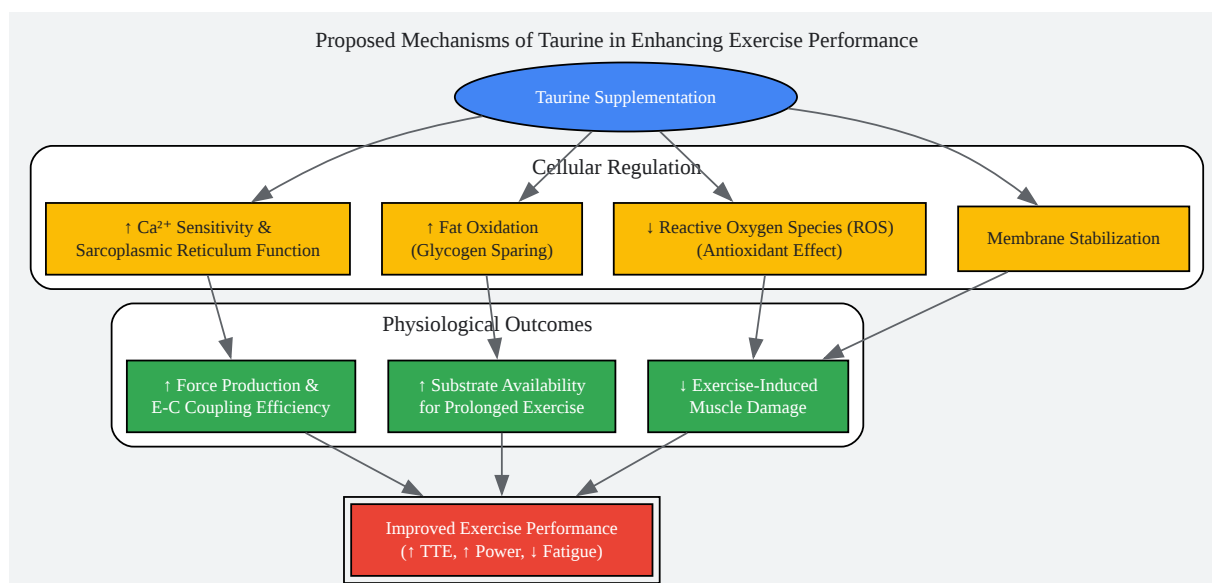 Proposed Mechanisms of Taurine in Enhancing Exercise Performance
Taurine Supplementation
Cellular Regulation
↑ Ca²⁺ Sensitivity &
Sarcoplasmic Reticulum Function
↑ Fat Oxidation
(Glycogen Sparing)
↓ Reactive Oxygen Species (ROS)
(Antioxidant Effect)
Membrane Stabilization
Physiological Outcomes
↑ Force Production &
E-C Coupling Efficiency
↑ Substrate Availability
for Prolonged Exercise
↓ Exercise-Induced
Muscle Damage
Improved Exercise Performance
(↑ TTE, ↑ Power, ↓ Fatigue)